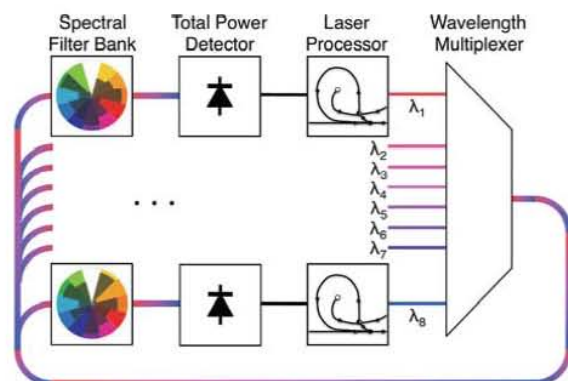 Spectral
Filter Bank
Total Power
Detector
Laser
Processor
Wavelength
Multiplexer
λ1
λ2
λ3
λ4
λ5
λ6
λ7
λ8
. . .